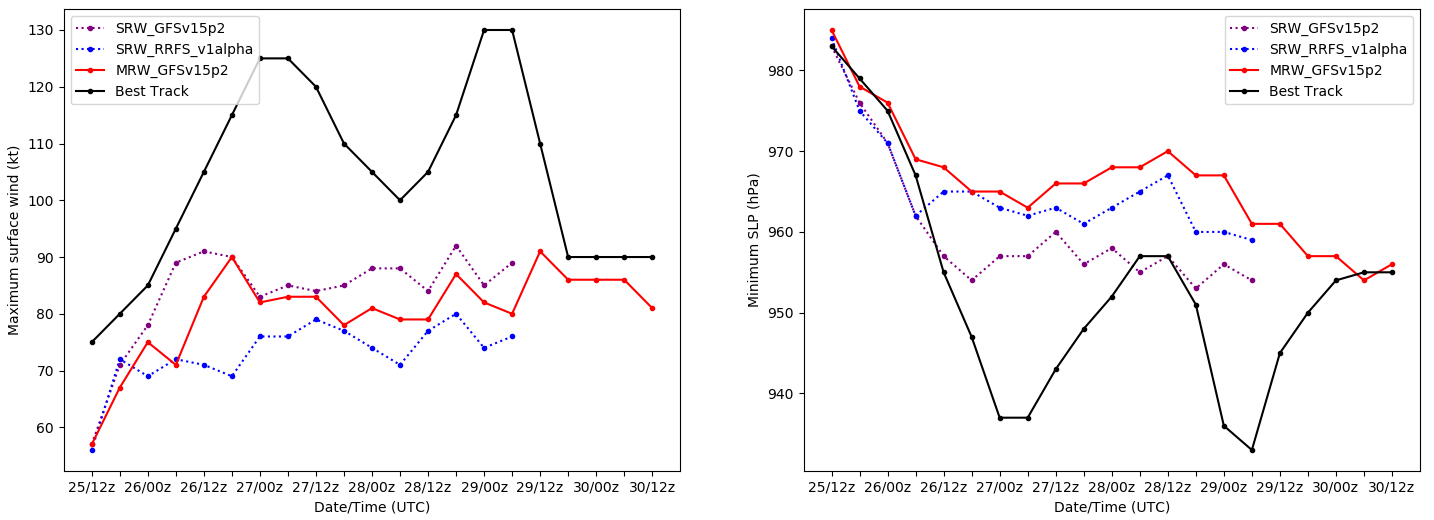 SRW_GFSv15p2
SRW_RRFS_v1alpha
MRW_GFSv15p2
Best Track
Maximum surface wind (kt)
130
120
110
100
90
80
70
60
25/12z 26/00z 26/12z 27/00z 27/12z 28/00z 28/12z 29/00z 29/12z 30/00z 30/12z
Date/Time (UTC)
SRW_GFSv15p2
SRW_RRFS_v1alpha
MRW_GFSv15p2
Best Track
Minimum SLP (hPa)
980
970
960
950
940
25/12z 26/00z 26/12z 27/00z 27/12z 28/00z 28/12z 29/00z 29/12z 30/00z 30/12z
Date/Time (UTC)